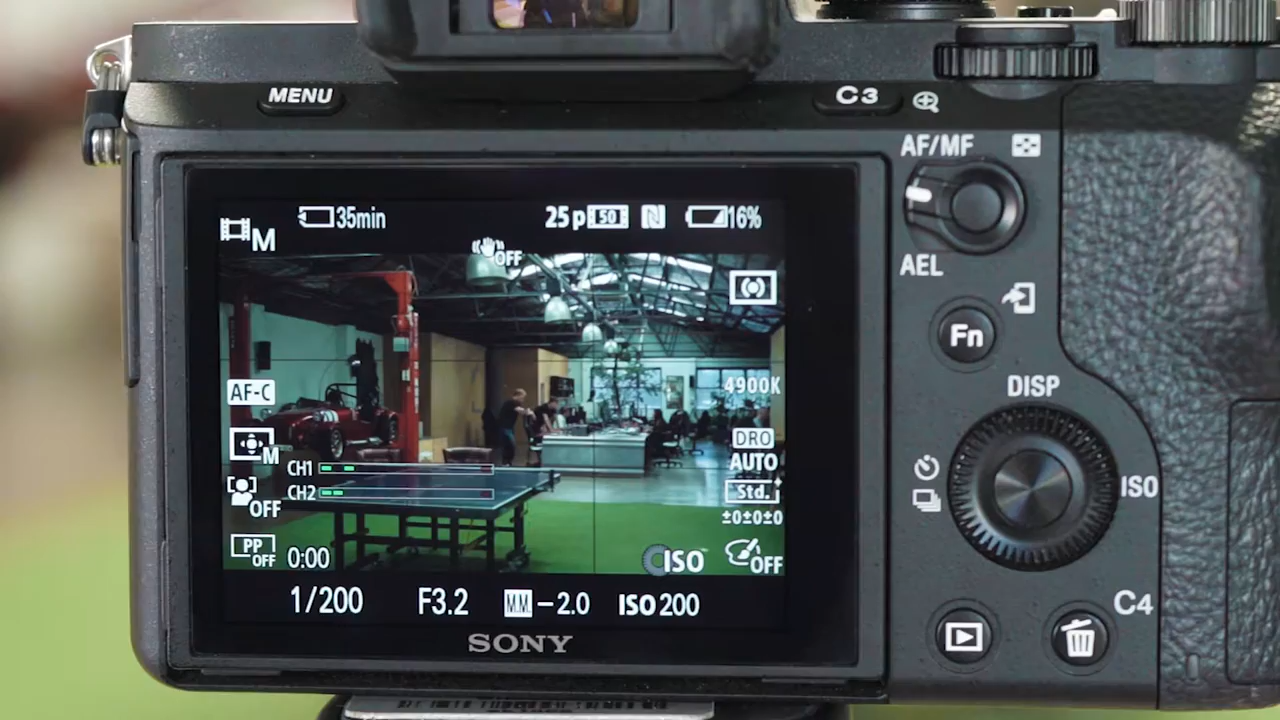 MENU
C3
AF/MF
AEL
Fn
DISP
ISO
C4
M
35min
25p 50
16%
OFF
4900K
AF-C
M
DRO
AUTO
CH1
CH2
Std.
OFF
±0±0±0
PP
OFF
0:00
ISO
OFF
1/200
F3.2
M.M.
–2.0
ISO 200
SONY